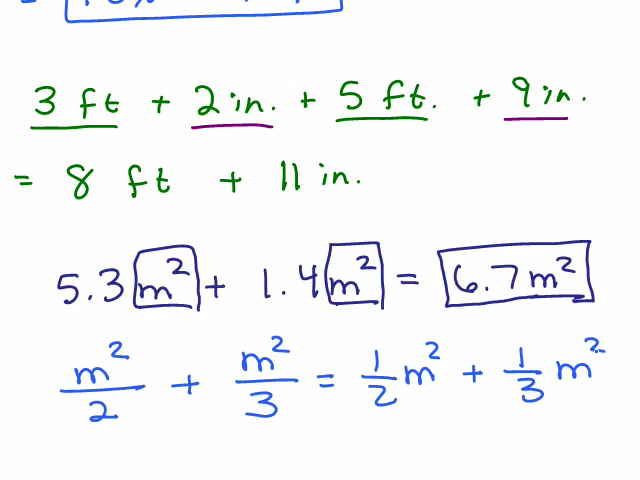 3 ft + 2 in. + 5 ft. + 9 in.
= 8 ft + 11 in.
5.3 m² + 1.4 m² = 6.7 m²
m²/2 + m²/3 = 1/2 m² + 1/3 m²